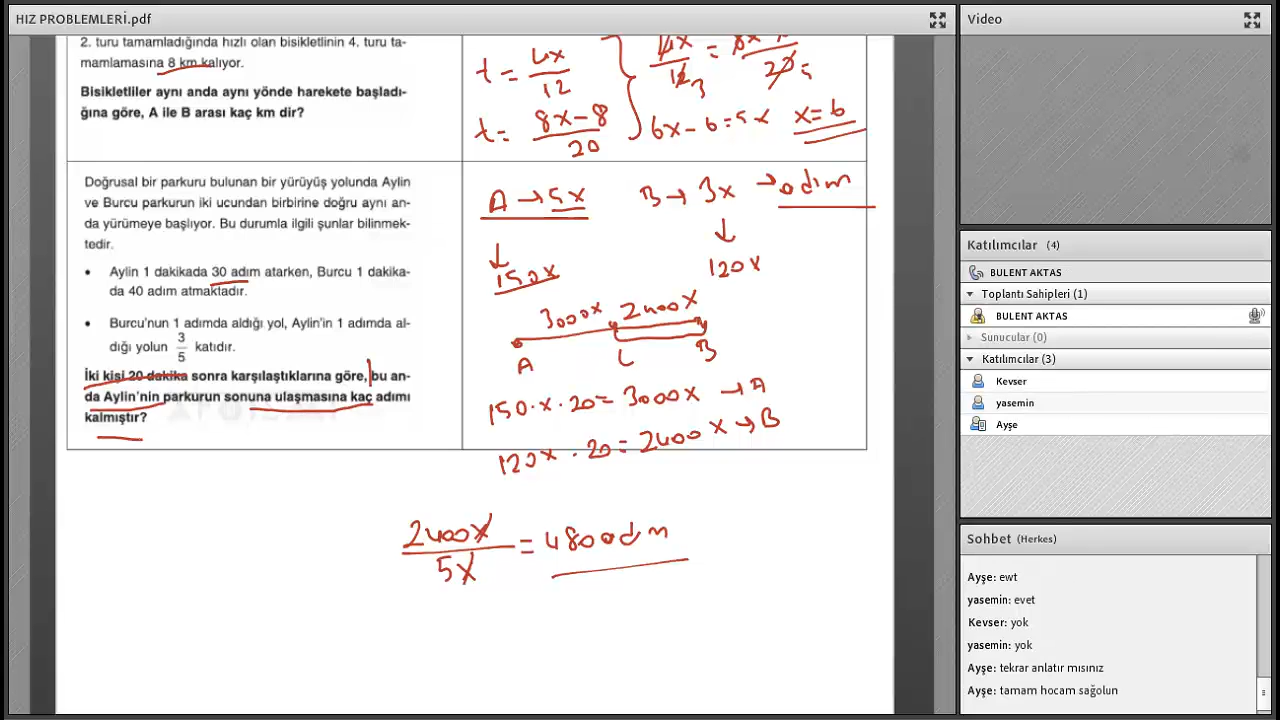 HIZ PROBLEMLERİ.pdf
2. turu tamamladığında hızlı olan bisikletlinin 4. turu ta-
mamlamasına 8 km kalıyor.
Bisikletliler aynı anda aynı yönde harekete başladı-
ğına göre, A ile B arası kaç km dir?
t = 4x/12
t = 8x-8/20
6x-6=5x x=6
Doğrusal bir parkuru bulunan bir yürüyüş yolunda Aylin
ve Burcu parkurun iki ucundan birbirine doğru aynı an-
da yürümeye başlıyor. Bu durumla ilgili şunlar bilinmek-
tedir.
• Aylin 1 dakikada 30 adım atarken, Burcu 1 dakika-
da 40 adım atmaktadır.
• Burcu'nun 1 adımda aldığı yol, Aylin'in 1 adımda al-
dığı yolun 3/5 katıdır.
İki kişi 20 dakika sonra karşılaştıklarına göre, bu an-
da Aylin'nin parkurun sonuna ulaşmasına kaç adımı
kalmıştır?
A → 5x B → 3x → adım
↓ ↓
150x 120x
3000x 2400x
A C B
150.x.20=3000x → A
120x.20=2400x → B
2400x/5x = 480 adım
Video
Katılımcılar (4)
BULENT AKTAS
Toplantı Sahipleri (1)
BULENT AKTAS
Sunucular (0)
Katılımcılar (3)
Kevser
yasemin
Ayşe
Sohbet (Herkes)
Ayşe: ewt
yasemin: evet
Kevser: yok
yasemin: yok
Ayşe: tekrar anlatır mısınız
Ayşe: tamam hocam sağolun